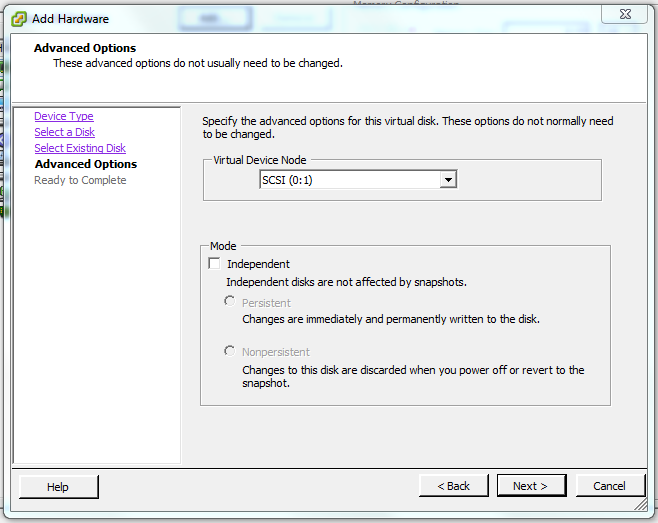 Memory Configuration
Add Hardware
Advanced Options
These advanced options do not usually need to be changed.
Device Type
Select a Disk
Select Existing Disk
Advanced Options
Ready to Complete
Specify the advanced options for this virtual disk. These options do not normally need
to be changed.
Virtual Device Node
SCSI (0:1)
Mode
Independent
Independent disks are not affected by snapshots.
Persistent
Changes are immediately and permanently written to the disk.
Nonpersistent
Changes to this disk are discarded when you power off or revert to the
snapshot.
Help
< Back
Next >
Cancel